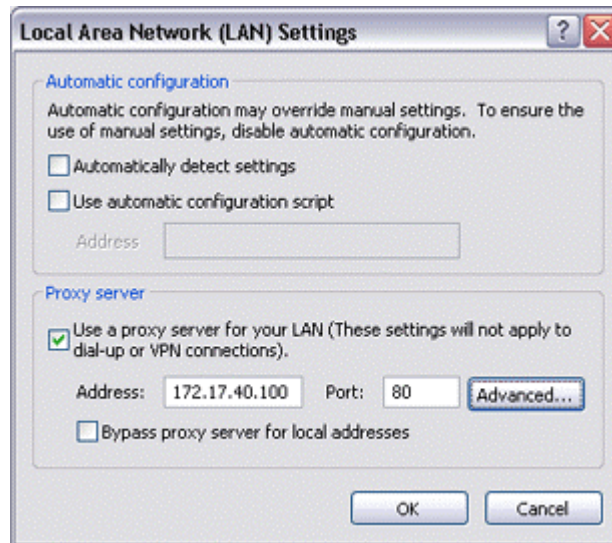 Local Area Network (LAN) Settings
Automatic configuration
Automatic configuration may override manual settings. To ensure the
use of manual settings, disable automatic configuration.
Automatically detect settings
Use automatic configuration script
Address
Proxy server
Use a proxy server for your LAN (These settings will not apply to
dial-up or VPN connections).
Address: 172.17.40.100 Port: 80 Advanced...
Bypass proxy server for local addresses
OK Cancel